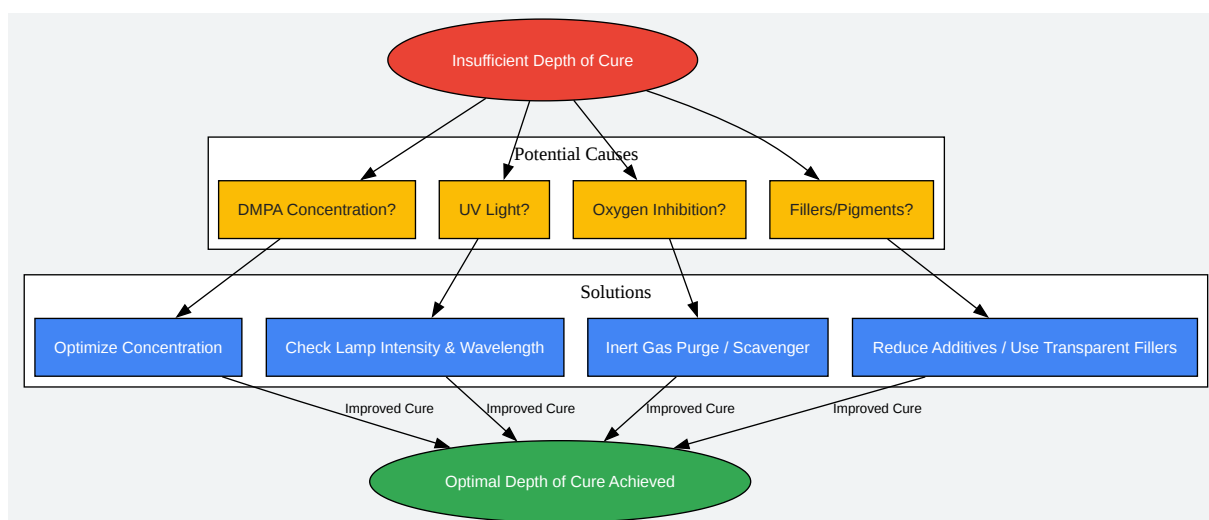 Insufficient Depth of Cure
Potential Causes
DMPA Concentration?
UV Light?
Oxygen Inhibition?
Fillers/Pigments?
Solutions
Optimize Concentration
Check Lamp Intensity & Wavelength
Inert Gas Purge / Scavenger
Reduce Additives / Use Transparent Fillers
Improved Cure
Improved Cure
Improved Cure
Improved Cure
Optimal Depth of Cure Achieved